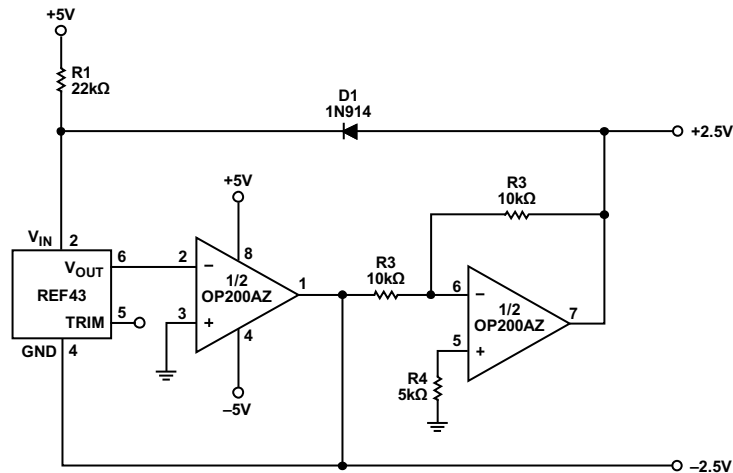 +5V
R1
22kΩ
D1
1N914
+2.5V
+5V
R3
10kΩ
VIN
2
8
VOUT
6
2
–
1/2
OP200AZ
1
R3
10kΩ
6
–
REF43
1/2
OP200AZ
7
TRIM
5
3
+
5
+
GND
4
4
R4
5kΩ
–5V
–2.5V